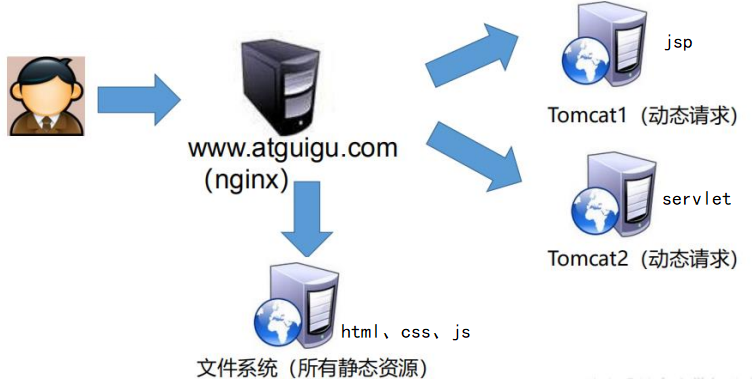 jsp
Tomcat1（动态请求）
www.atguigu.com
（nginx）
servlet
Tomcat2（动态请求）
html、css、js
文件系统（所有静态资源）